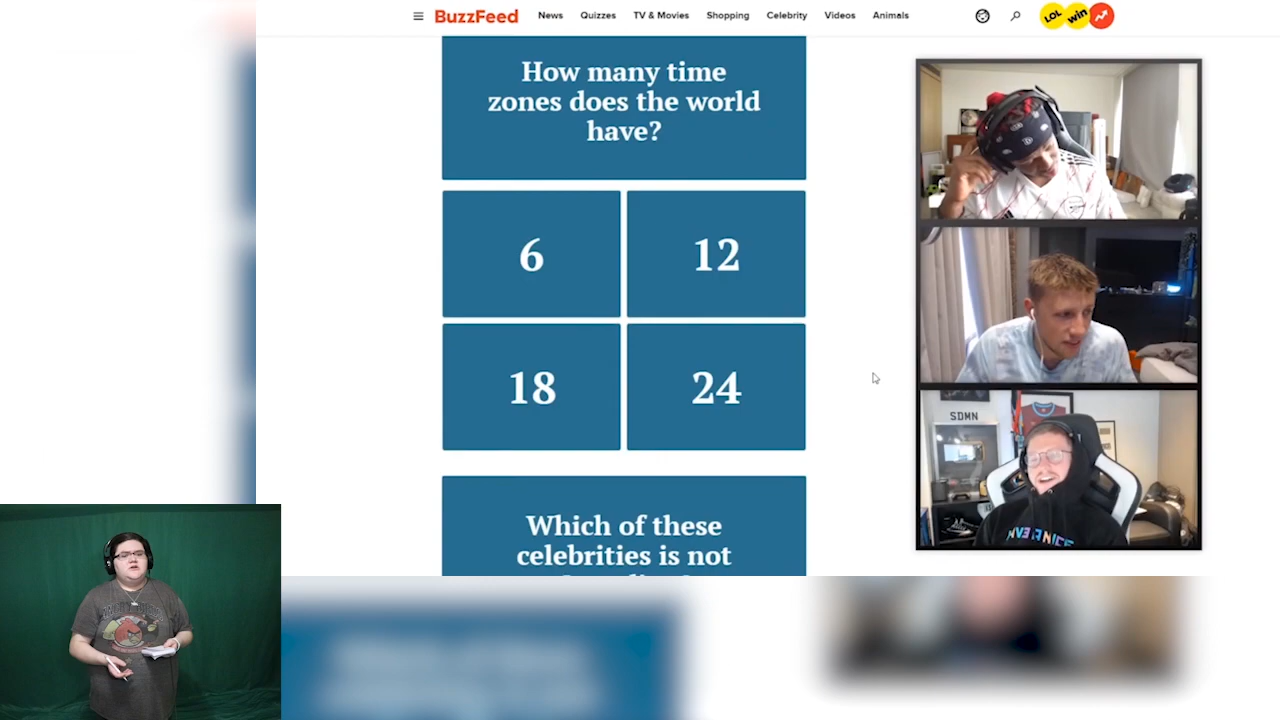 BuzzFeed
News
Quizzes
TV & Movies
Shopping
Celebrity
Videos
Animals
LOL
win
How many time
zones does the world
have?
6
12
18
24
Which of these
celebrities is not
SDMN